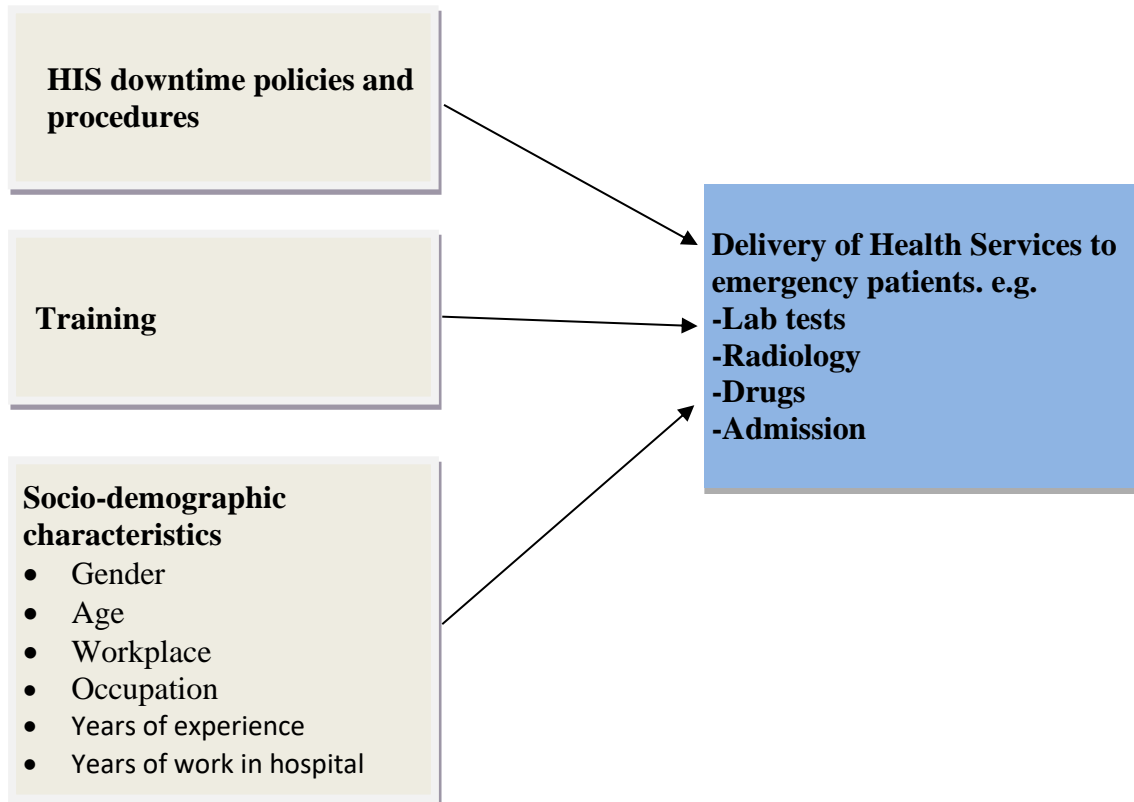 HIS downtime policies and
procedures
Training
Socio-demographic
characteristics
• Gender
• Age
• Workplace
• Occupation
• Years of experience
• Years of work in hospital
Delivery of Health Services to
emergency patients. e.g.
-Lab tests
-Radiology
-Drugs
-Admission